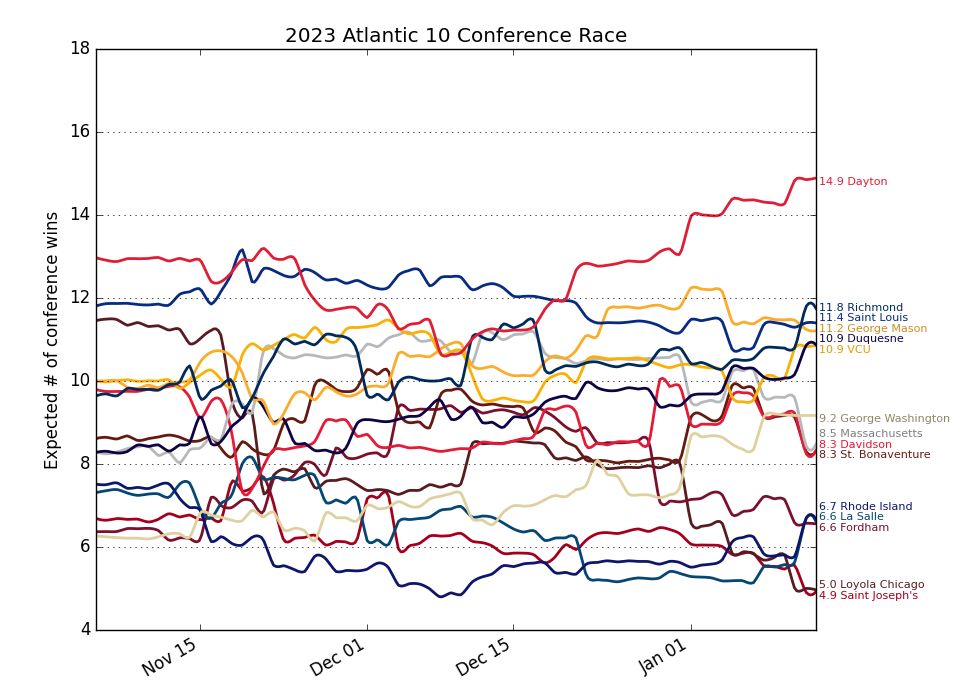 2023 Atlantic 10 Conference Race
Expected # of conference wins
18
16
14
12
10
8
6
4
Nov 15
Dec 01
Dec 15
Jan 01
14.9 Dayton
11.8 Richmond
11.4 Saint Louis
11.2 George Mason
10.9 Duquesne
10.9 VCU
9.2 George Washington
8.5 Massachusetts
8.3 Davidson
8.3 St. Bonaventure
6.7 Rhode Island
6.6 La Salle
6.6 Fordham
5.0 Loyola Chicago
4.9 Saint Joseph's